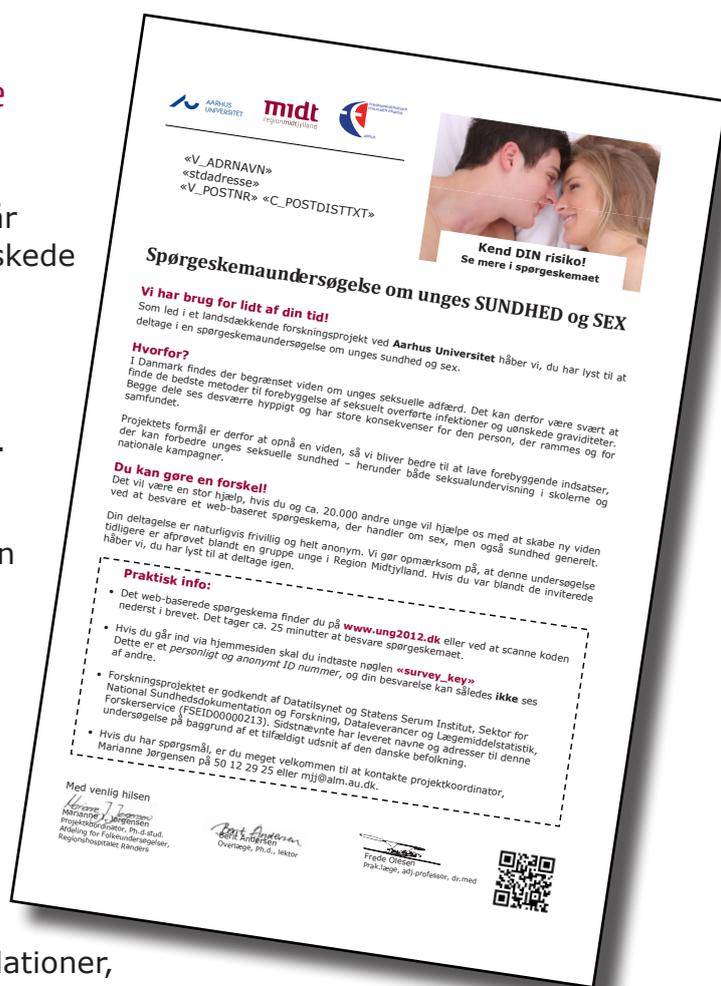 e
år
skede
.
n
lationer,
AARHUS
UNIVERSITET
midt
regionmidtjylland
«V_ADRNAVN»
«stdadresse»
«V_POSTNR» «C_POSTDISTTXT»
Kend DIN risiko!
Se mere i spørgeskemaet
Spørgeskemaundersøgelse om unges SUNDHED og SEX
Vi har brug for lidt af din tid!
Som led i et landsdækkende forskningsprojekt ved Aarhus Universitet håber vi, du har lyst til at
deltage i en spørgeskemaundersøgelse om unges sundhed og sex.
Hvorfor?
I Danmark findes der begrænset viden om unges seksuelle adfærd. Det kan derfor være svært at
finde de bedste metoder til forebyggelse af seksuelt overførte infektioner og uønskede graviditeter.
Begge dele ses desværre hyppigt og har store konsekvenser for den person, der rammes og for
samfundet.
Projektets formål er derfor at opnå en viden, så vi bliver bedre til at lave forebyggende indsatser,
der kan forbedre unges seksuelle sundhed – herunder både seksualundervisning i skolerne og
nationale kampagner.
Du kan gøre en forskel!
Det vil være en stor hjælp, hvis du og ca. 20.000 andre unge vil hjælpe os med at skabe ny viden
ved at besvare et web-baseret spørgeskema, der handler om sex, men også sundhed generelt.
Din deltagelse er naturligvis frivillig og helt anonym. Vi gør opmærksom på, at denne undersøgelse
tidligere er afprøvet blandt en gruppe unge i Region Midtjylland. Hvis du var blandt de inviterede
håber vi, du har lyst til at deltage igen.
Praktisk info:
• Det web-baserede spørgeskema finder du på www.ung2012.dk eller ved at scanne koden
nederst i brevet. Det tager ca. 25 minutter at besvare spørgeskemaet.
• Hvis du går ind via hjemmesiden skal du indtaste nøglen «survey_key»
Dette er et personligt og anonymt ID nummer, og din besvarelse kan således ikke ses
af andre.
• Forskningsprojektet er godkendt af Datatilsynet og Statens Serum Institut, Sektor for
National Sundhedsdokumentation og Forskning, Dataleverancer og Lægemiddelstatistik,
Forskerservice (FSEID00000213). Sidstnævnte har leveret navne og adresser til denne
undersøgelse på baggrund af et tilfældigt udsnit af den danske befolkning.
• Hvis du har spørgsmål, er du meget velkommen til at kontakte projektkoordinator,
Marianne Jørgensen på 50 12 29 25 eller mjj@alm.au.dk.
Med venlig hilsen
Marianne J. Jørgensen
Projektkoordinator, Ph.d-stud.
Afdeling for Folkeundersøgelser,
Regionshospitalet Randers
Berit Andersen
Overlæge, Ph.d., lektor
Frede Olesen
Prak.læge, adj.professor, dr.med